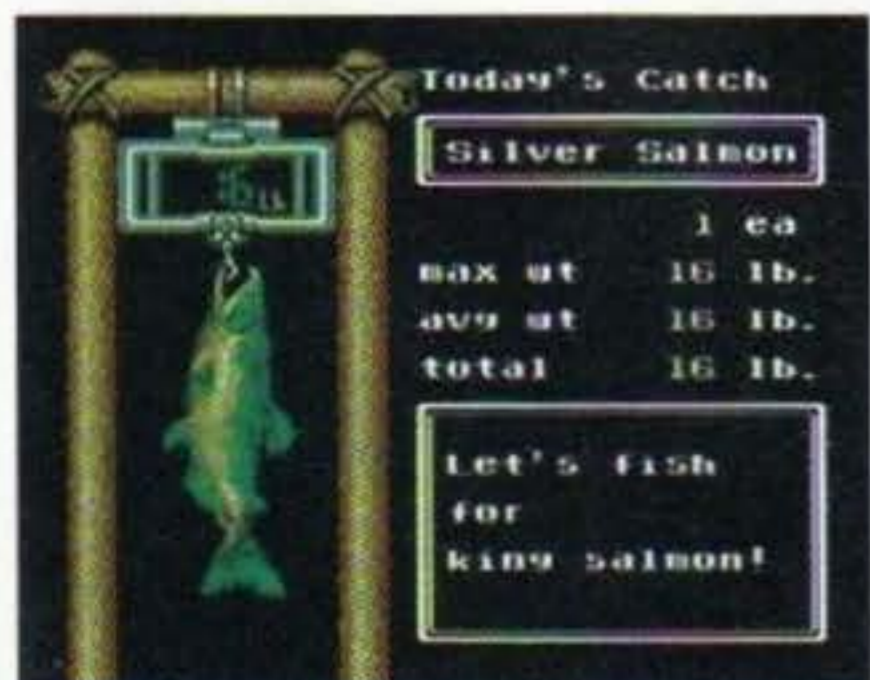 Today's Catch
Silver Salmon
1 ea
max wt 16 lb.
avg wt 16 lb.
total 16 lb.
Let's fish
for
king salmon!